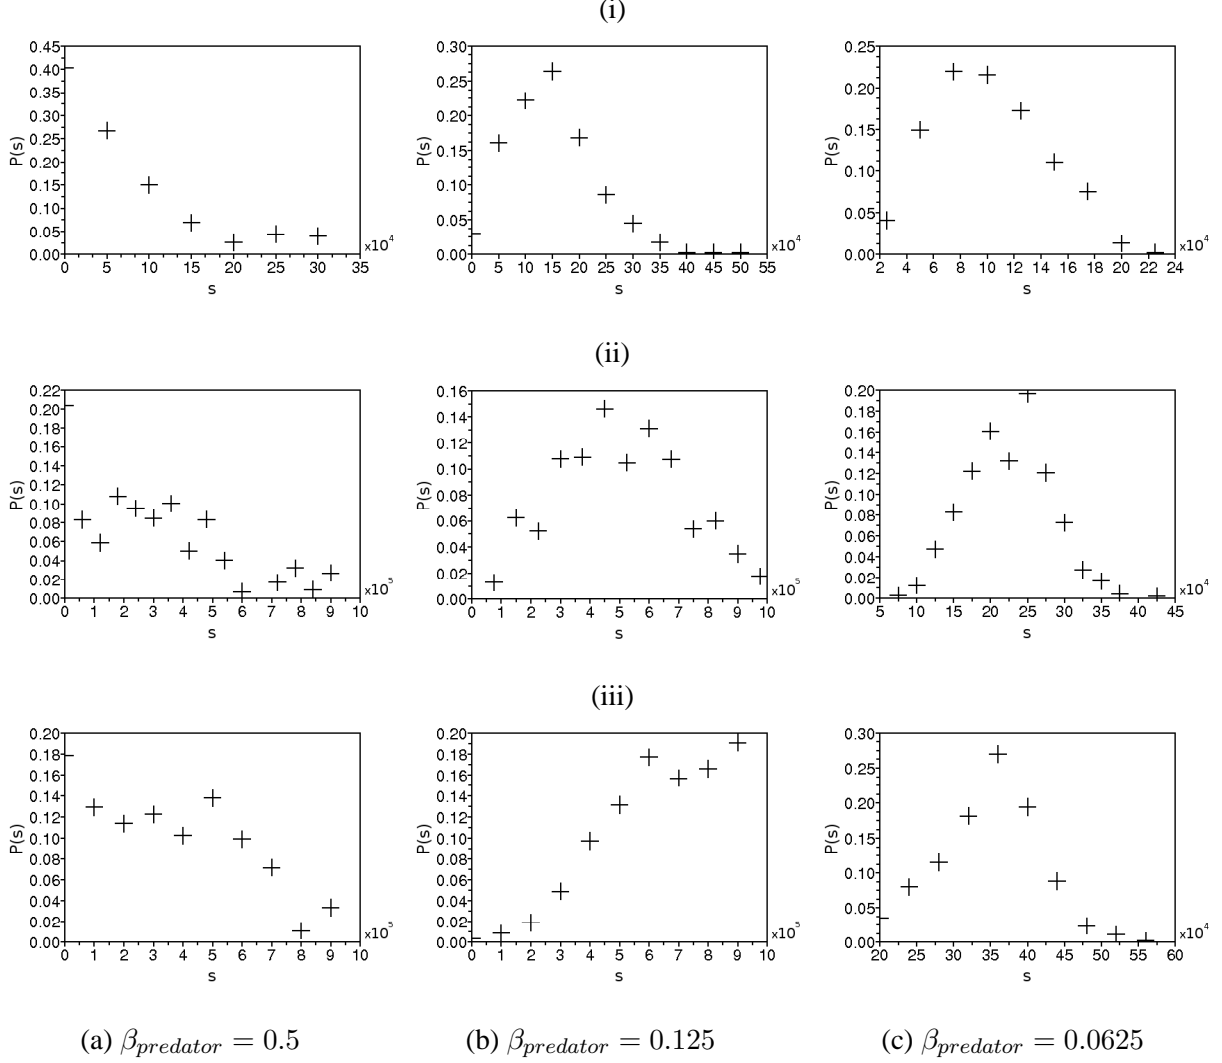 (i)
0.45
0.40
0.35
0.30
0.25
0.20
0.15
0.10
0.05
0.00
P(s)
0 5 10 15 20 25 30 35
x10⁴
s
0.30
0.25
0.20
0.15
0.10
0.05
0.00
P(s)
0 5 10 15 20 25 30 35 40 45 50 55
x10⁴
s
0.25
0.20
0.15
0.10
0.05
0.00
P(s)
2 4 6 8 10 12 14 16 18 20 22 24
x10⁴
s
(ii)
0.22
0.20
0.18
0.16
0.14
0.12
0.10
0.08
0.06
0.04
0.02
0.00
P(s)
0 1 2 3 4 5 6 7 8 9 10
x10⁵
s
0.16
0.14
0.12
0.10
0.08
0.06
0.04
0.02
0.00
P(s)
0 1 2 3 4 5 6 7 8 9 10
x10⁵
s
0.20
0.18
0.16
0.14
0.12
0.10
0.08
0.06
0.04
0.02
0.00
P(s)
5 10 15 20 25 30 35 40 45
x10⁴
s
(iii)
0.20
0.18
0.16
0.14
0.12
0.10
0.08
0.06
0.04
0.02
0.00
P(s)
0 1 2 3 4 5 6 7 8 9 10
x10⁵
s
0.20
0.18
0.16
0.14
0.12
0.10
0.08
0.06
0.04
0.02
0.00
P(s)
0 1 2 3 4 5 6 7 8 9 10
x10⁵
s
0.30
0.25
0.20
0.15
0.10
0.05
0.00
P(s)
20 25 30 35 40 45 50 55 60
x10⁴
s
(a) β_predator = 0.5
(b) β_predator = 0.125
(c) β_predator = 0.0625